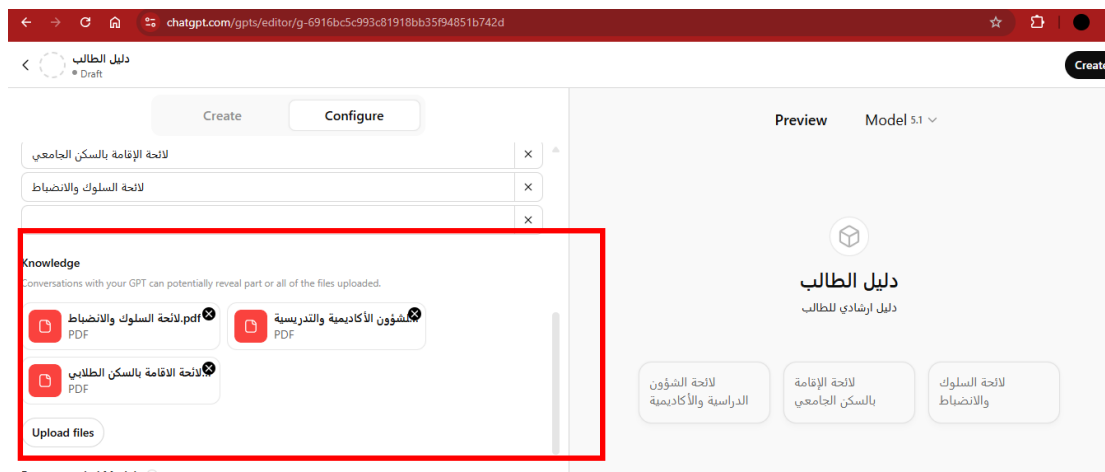 chatgpt.com/gpts/editor/g-6916bc5c993c81918bb35f94851b742d
دليل الطالب
Draft
Create
Create
Configure
لائحة الإقامة بالسكن الجامعي
لائحة السلوك والانضباط
Knowledge
Conversations with your GPT can potentially reveal part or all of the files uploaded.
لائحة السلوك والانضباط.pdf
PDF
الشؤون الأكاديمية والتدريسية
PDF
لائحة الاقامة بالسكن الطلابي...
PDF
Upload files
Preview
Model 5.1
دليل الطالب
دليل ارشادي للطالب
لائحة الشؤون
الدراسية والأكاديمية
لائحة الإقامة
بالسكن الجامعي
لائحة السلوك
والانضباط